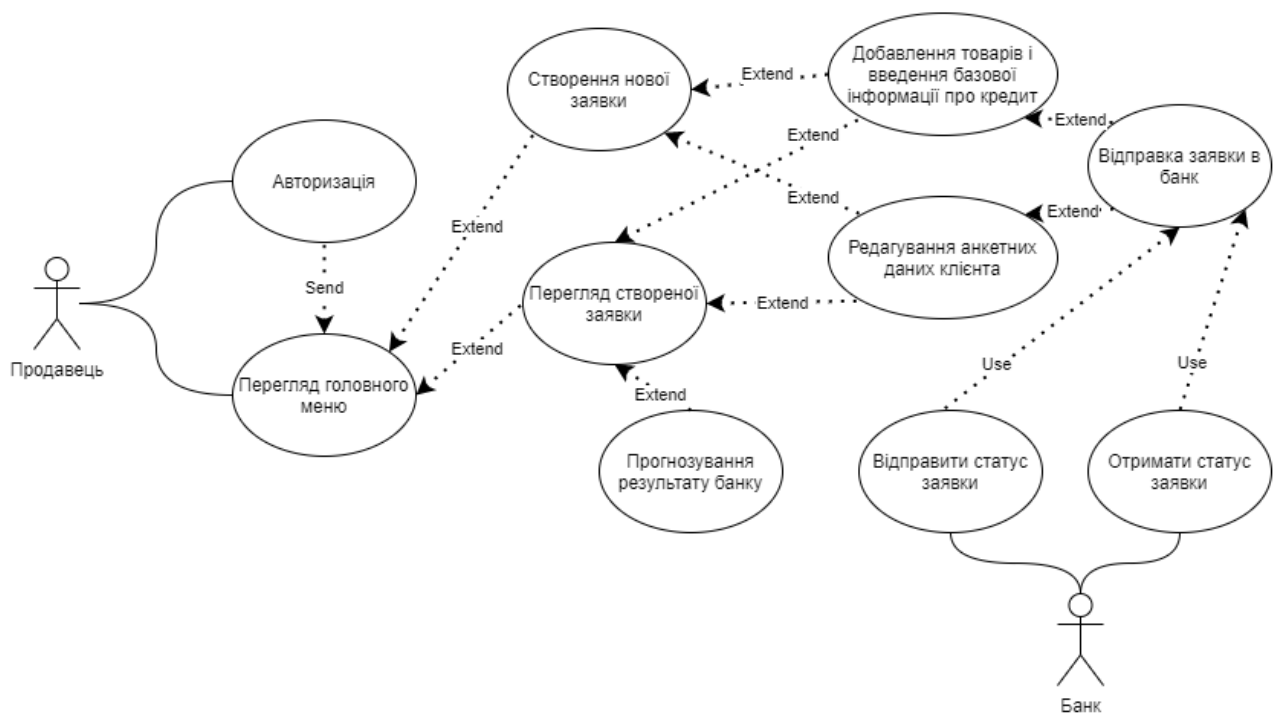 Створення нової
заявки
Extend
Добавлення товарів і
введення базової
інформації про кредит
Extend
Extend
Відправка заявки в
банк
Авторизація
Extend
Extend
Extend
Редагування анкетних
даних клієнта
Send
Перегляд створеної
заявки
Extend
Продавець
Extend
Use
Use
Перегляд головного
меню
Extend
Прогнозування
результату банку
Відправити статус
заявки
Отримати статус
заявки
Банк